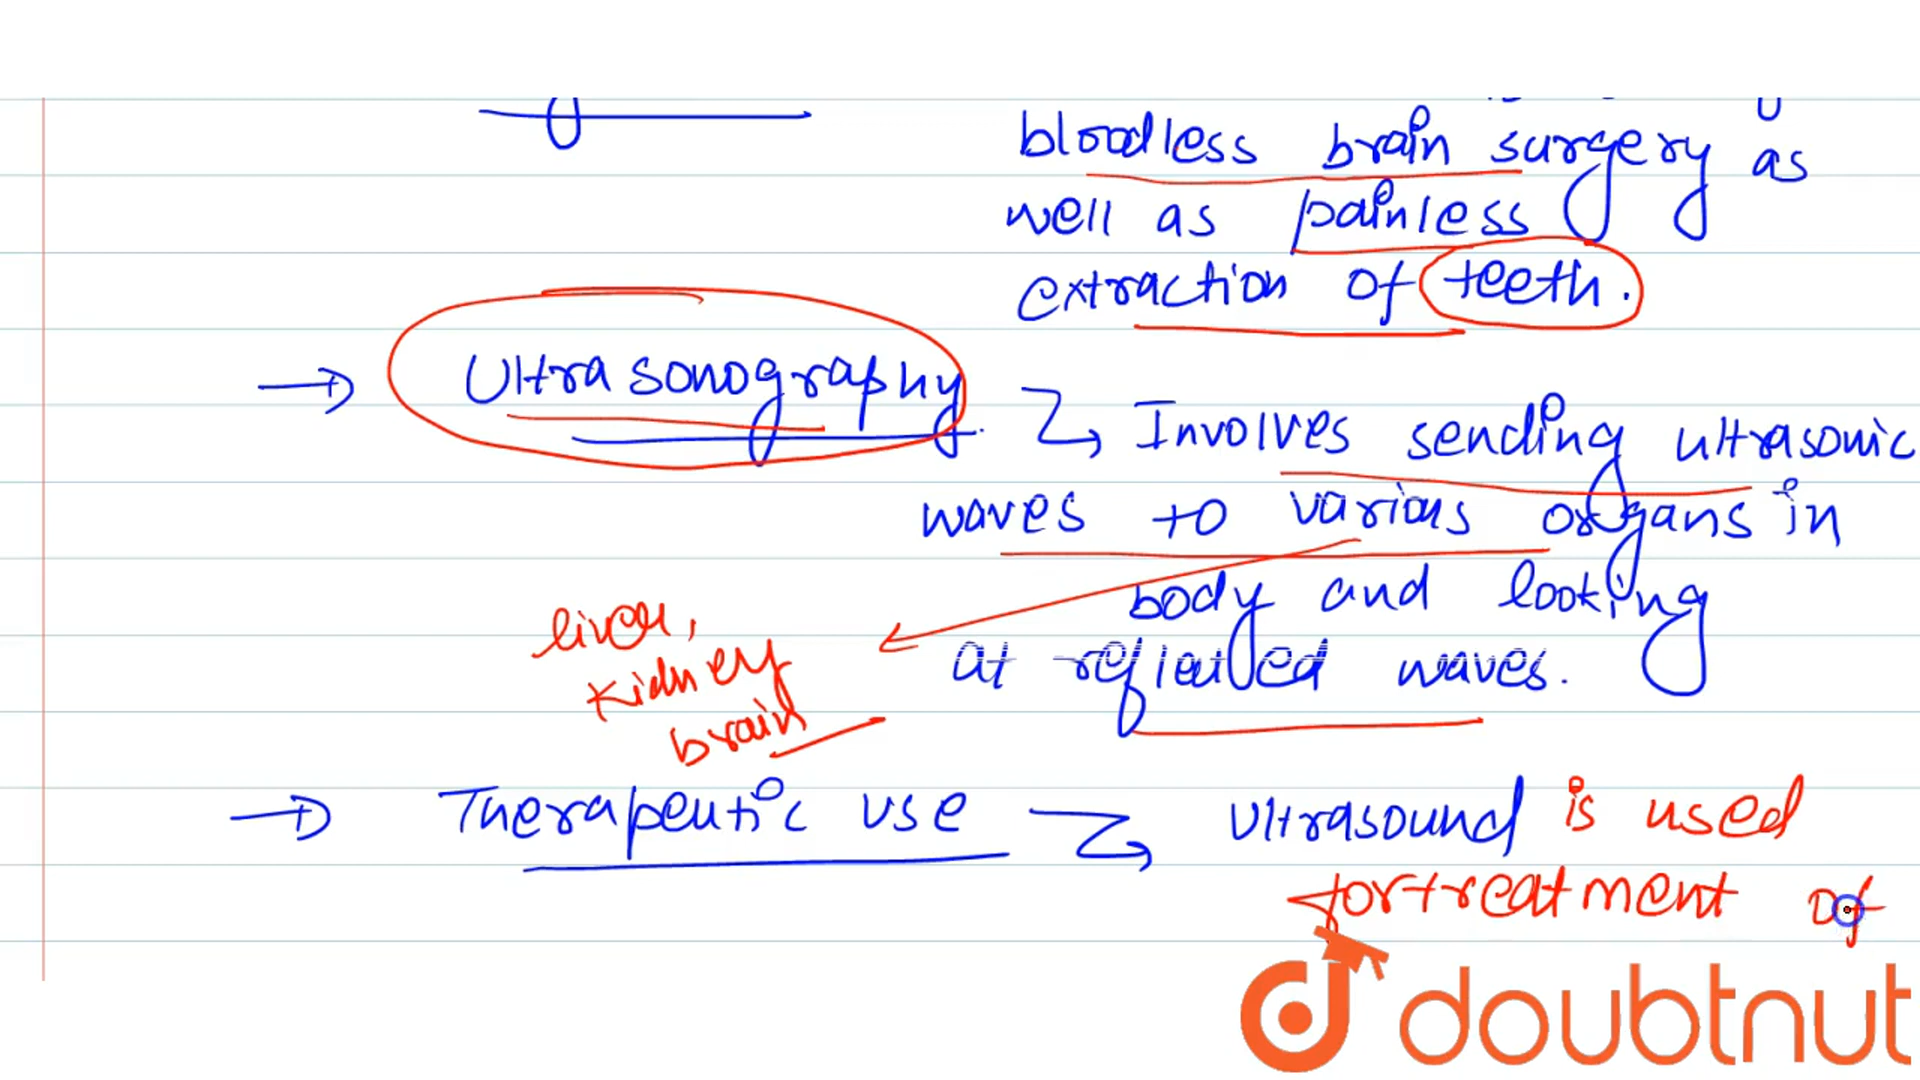 bloodless brain surgery as
well as painless
extraction of teeth.
→ Ultrasonography → Involves sending ultrasonic
waves to various organs in
body and looking
at reflected waves.
liver,
kidney
brain
→ Therapeutic use → Ultrasound is used
for treatment of
doubtnut